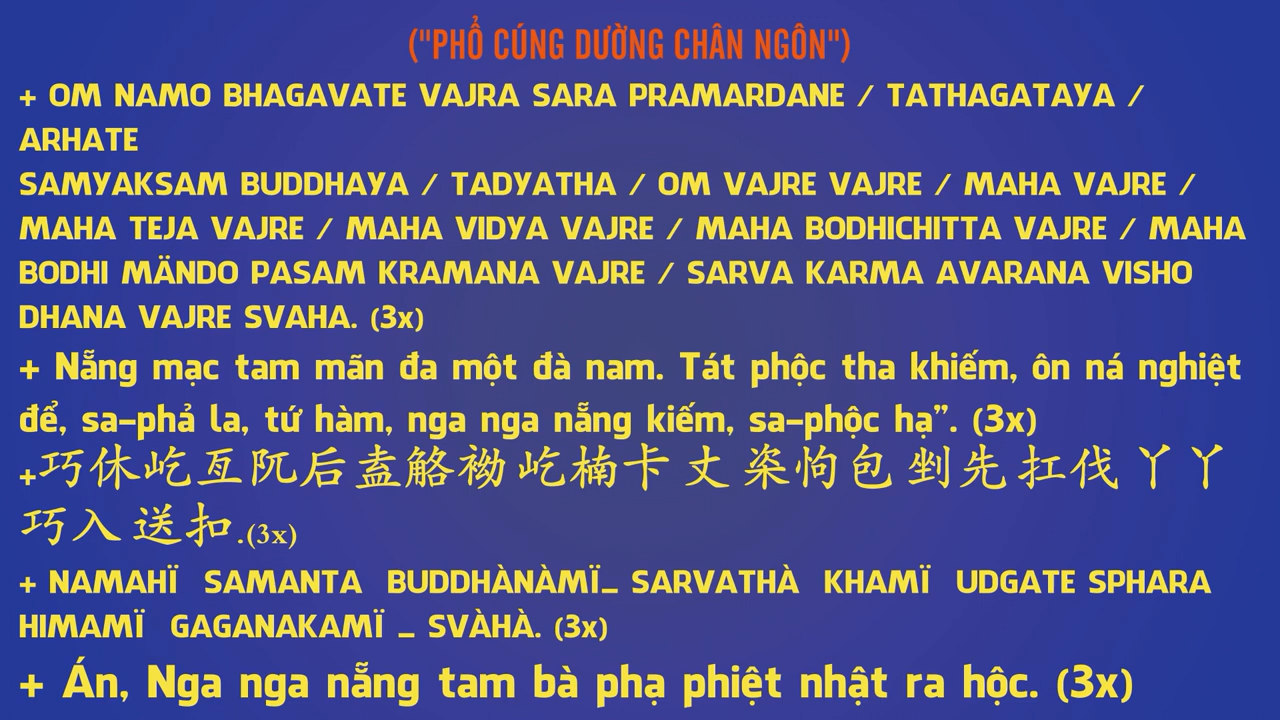 ("PHỔ CÚNG DƯỜNG CHÂN NGÔN")
+ OM NAMO BHAGAVATE VAJRA SARA PRAMARDANE / TATHAGATAYA /
ARHATE
SAMYAKSAM BUDDHAYA / TADYATHA / OM VAJRE VAJRE / MAHA VAJRE /
MAHA TEJA VAJRE / MAHA VIDYA VAJRE / MAHA BODHICHITTA VAJRE / MAHA
BODHI MÄNDO PASAM KRAMANA VAJRE / SARVA KARMA AVARANA VISHO
DHANA VAJRE SVAHA. (3x)
+ Nẵng mạc tam mãn đa một đà nam. Tát phộc tha khiếm, ôn ná nghiệt
để, sa-phả la, tứ hàm, nga nga nẵng kiếm, sa-phộc hạ”. (3x)
+巧休屹亙阮后盍觡袎屹楠卡丈姿怐包剉先扛伐丫丫
巧入送扣.(3x)
+ NAMAHÏ SAMANTA BUDDHÀNÀMÏ_ SARVATHÀ KHAMÏ UDGATE SPHARA
HIMAMÏ GAGANAKAMÏ _ SVÀHÀ. (3x)
+ Án, Nga nga nẵng tam bà phạ phiệt nhật ra hộc. (3x)